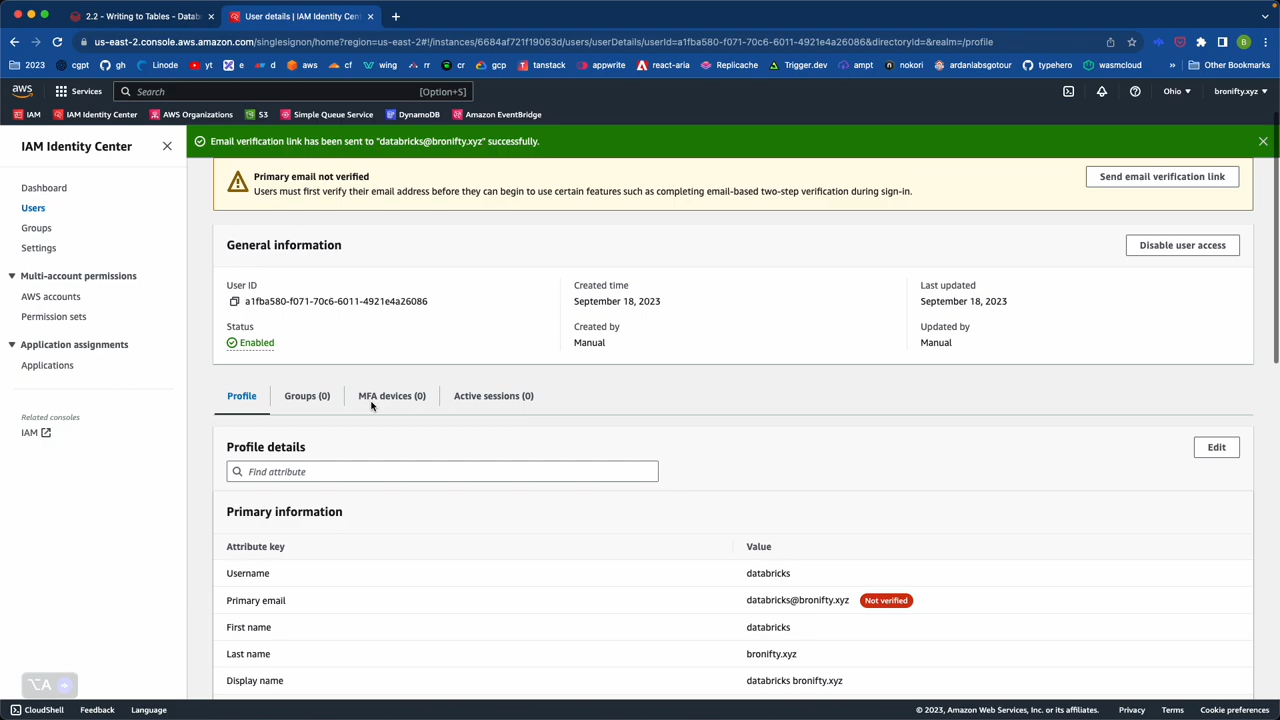 2.2 - Writing to Tables - Datab
User details | IAM Identity Cen
us-east-2.console.aws.amazon.com/singlesignon/home?region=us-east-2#!/instances/6684af721f19063d/users/userDetails/userId=a1fba580-f071-70c6-6011-4921e4a26086&directoryId=&realm=/profile
B
2023 cgpt gh Linode yt e d aws cf wing rr cr gcp tanstack appwrite react-aria Replicache Trigger.dev ampt nokori ardanlabsgotour typehero wasmcloud » Other Bookmarks
aws Services Search [Option+S] Ohio bronifty.xyz
IAM IAM Identity Center AWS Organizations S3 Simple Queue Service DynamoDB Amazon EventBridge
IAM Identity Center
Dashboard
Users
Groups
Settings
Multi-account permissions
AWS accounts
Permission sets
Application assignments
Applications
Related consoles
IAM
Email verification link has been sent to "databricks@bronifty.xyz" successfully.
Primary email not verified
Users must first verify their email address before they can begin to use certain features such as completing email-based two-step verification during sign-in.
Send email verification link
General information
Disable user access
User ID
a1fba580-f071-70c6-6011-4921e4a26086
Status
Enabled
Created time
September 18, 2023
Created by
Manual
Last updated
September 18, 2023
Updated by
Manual
Profile Groups (0) MFA devices (0) Active sessions (0)
Profile details
Edit
Find attribute
Primary information
Attribute key Value
Username databricks
Primary email databricks@bronifty.xyz Not verified
First name databricks
Last name bronifty.xyz
Display name databricks bronifty.xyz
⌥A
CloudShell Feedback Language © 2023, Amazon Web Services, Inc. or its affiliates. Privacy Terms Cookie preferences